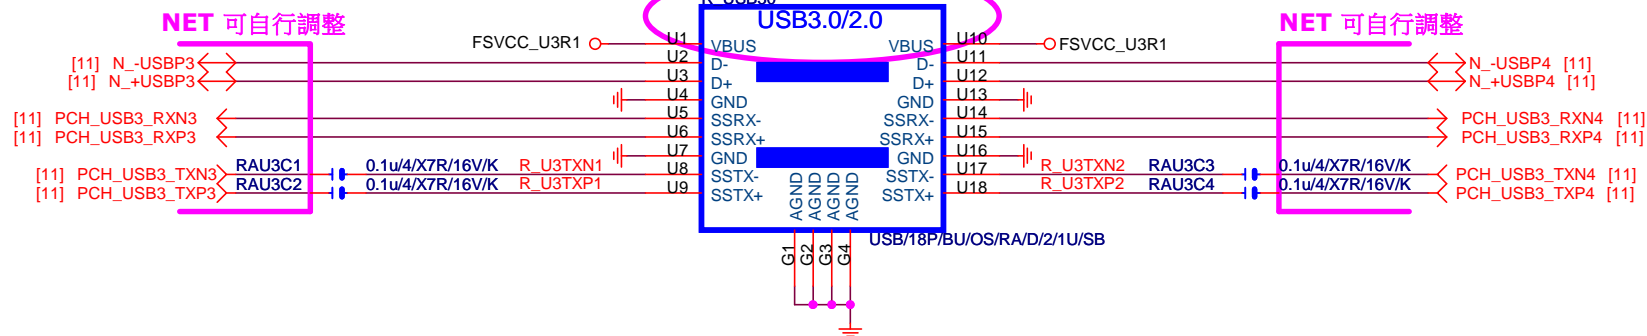 R_USB30
NET 可自行調整
USB3.0/2.0
NET 可自行調整
FSVCC_U3R1 U1 VBUS VBUS U10 FSVCC_U3R1
[11] N_-USBP3 U2 D- D- U11 N_-USBP4 [11]
[11] N_+USBP3 U3 D+ D+ U12 N_+USBP4 [11]
U4 GND GND U13
[11] PCH_USB3_RXN3 U5 SSRX- SSRX- U14 PCH_USB3_RXN4 [11]
[11] PCH_USB3_RXP3 U6 SSRX+ SSRX+ U15 PCH_USB3_RXP4 [11]
U7 GND GND U16
[11] PCH_USB3_TXN3 RAU3C1 0.1u/4/X7R/16V/K R_U3TXN1 U8 SSTX- SSTX- U17 R_U3TXN2 RAU3C3 0.1u/4/X7R/16V/K PCH_USB3_TXN4 [11]
[11] PCH_USB3_TXP3 RAU3C2 0.1u/4/X7R/16V/K R_U3TXP1 U9 SSTX+ SSTX+ U18 R_U3TXP2 RAU3C4 0.1u/4/X7R/16V/K PCH_USB3_TXP4 [11]
AGND AGND AGND AGND
G1 G2 G3 G4
USB/18P/BU/OS/RA/D/2/1U/SB